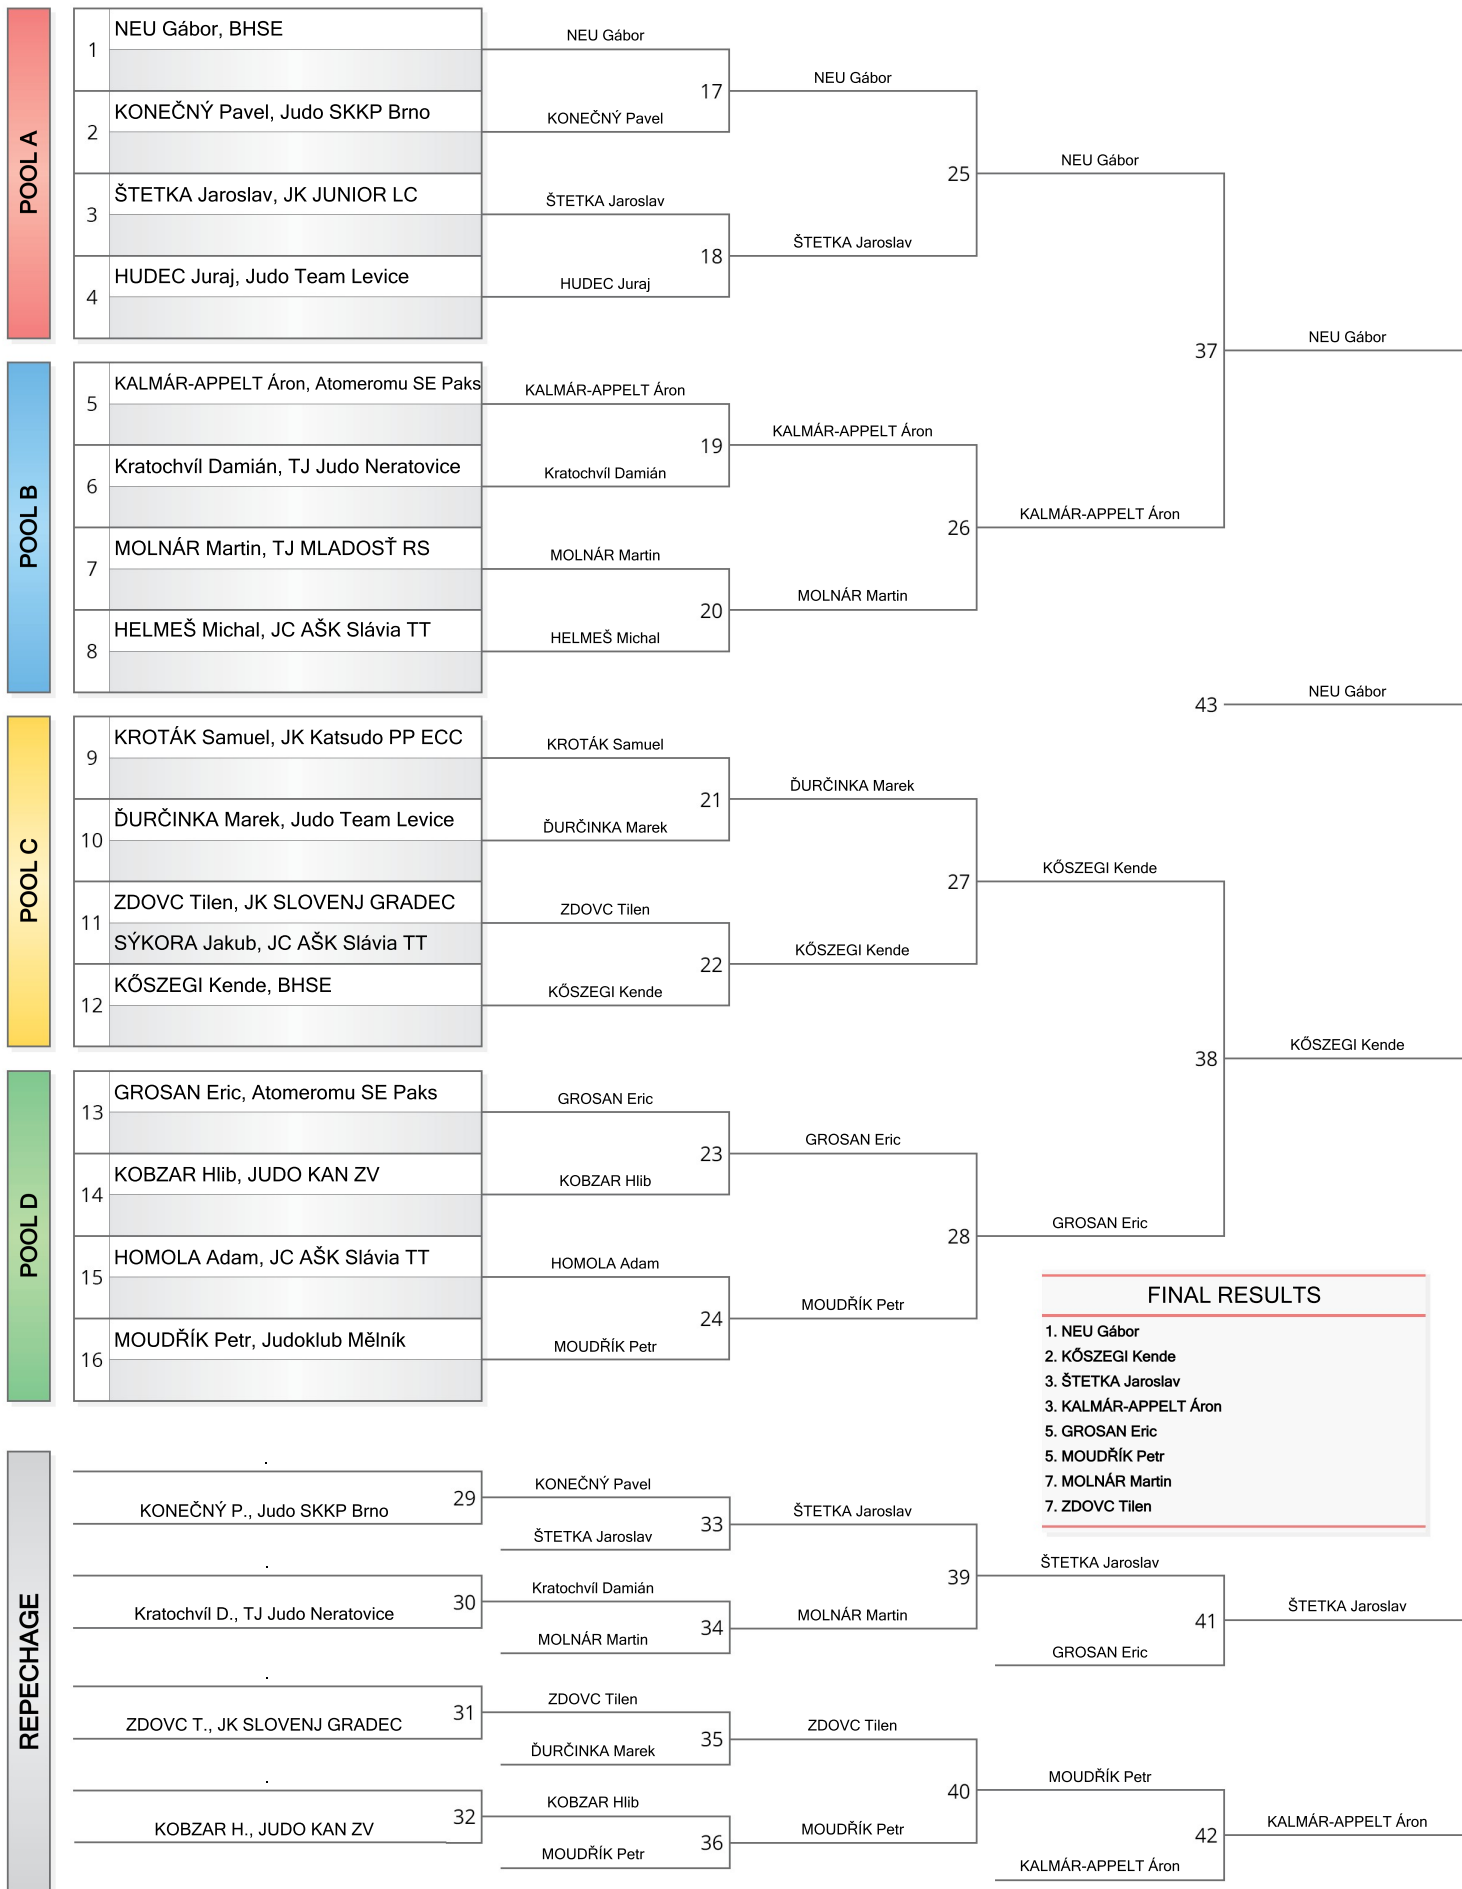 POOL A
1
NEU Gábor, BHSE
2
KONEČNÝ Pavel, Judo SKKP Brno
3
ŠTETKA Jaroslav, JK JUNIOR LC
4
HUDEC Juraj, Judo Team Levice
NEU Gábor
17
KONEČNÝ Pavel
ŠTETKA Jaroslav
18
HUDEC Juraj
NEU Gábor
25
ŠTETKA Jaroslav
NEU Gábor
POOL B
5
KALMÁR-APPELT Áron, Atomeromu SE Paks
6
Kratochvíl Damián, TJ Judo Neratovice
7
MOLNÁR Martin, TJ MLADOSŤ RS
8
HELMEŠ Michal, JC AŠK Slávia TT
KALMÁR-APPELT Áron
19
Kratochvíl Damián
MOLNÁR Martin
20
HELMEŠ Michal
KALMÁR-APPELT Áron
26
MOLNÁR Martin
KALMÁR-APPELT Áron
37
NEU Gábor
43
NEU Gábor
POOL C
9
KROTÁK Samuel, JK Katsudo PP ECC
10
ĎURČINKA Marek, Judo Team Levice
11
ZDOVC Tilen, JK SLOVENJ GRADEC
SÝKORA Jakub, JC AŠK Slávia TT
12
KŐSZEGI Kende, BHSE
KROTÁK Samuel
21
ĎURČINKA Marek
ZDOVC Tilen
22
KŐSZEGI Kende
ĎURČINKA Marek
27
KŐSZEGI Kende
KŐSZEGI Kende
POOL D
13
GROSAN Eric, Atomeromu SE Paks
14
KOBZAR Hlib, JUDO KAN ZV
15
HOMOLA Adam, JC AŠK Slávia TT
16
MOUDŘÍK Petr, Judoklub Mělník
GROSAN Eric
23
KOBZAR Hlib
HOMOLA Adam
24
MOUDŘÍK Petr
GROSAN Eric
28
MOUDŘÍK Petr
GROSAN Eric
38
KŐSZEGI Kende
FINAL RESULTS
1. NEU Gábor
2. KŐSZEGI Kende
3. ŠTETKA Jaroslav
3. KALMÁR-APPELT Áron
5. GROSAN Eric
5. MOUDŘÍK Petr
7. MOLNÁR Martin
7. ZDOVC Tilen
REPECHAGE
.
29
KONEČNÝ P., Judo SKKP Brno
.
30
Kratochvíl D., TJ Judo Neratovice
.
31
ZDOVC T., JK SLOVENJ GRADEC
.
32
KOBZAR H., JUDO KAN ZV
KONEČNÝ Pavel
33
ŠTETKA Jaroslav
Kratochvíl Damián
34
MOLNÁR Martin
ZDOVC Tilen
35
ĎURČINKA Marek
KOBZAR Hlib
36
MOUDŘÍK Petr
ŠTETKA Jaroslav
39
MOLNÁR Martin
ZDOVC Tilen
40
MOUDŘÍK Petr
ŠTETKA Jaroslav
41
GROSAN Eric
MOUDŘÍK Petr
42
KALMÁR-APPELT Áron
ŠTETKA Jaroslav
KALMÁR-APPELT Áron